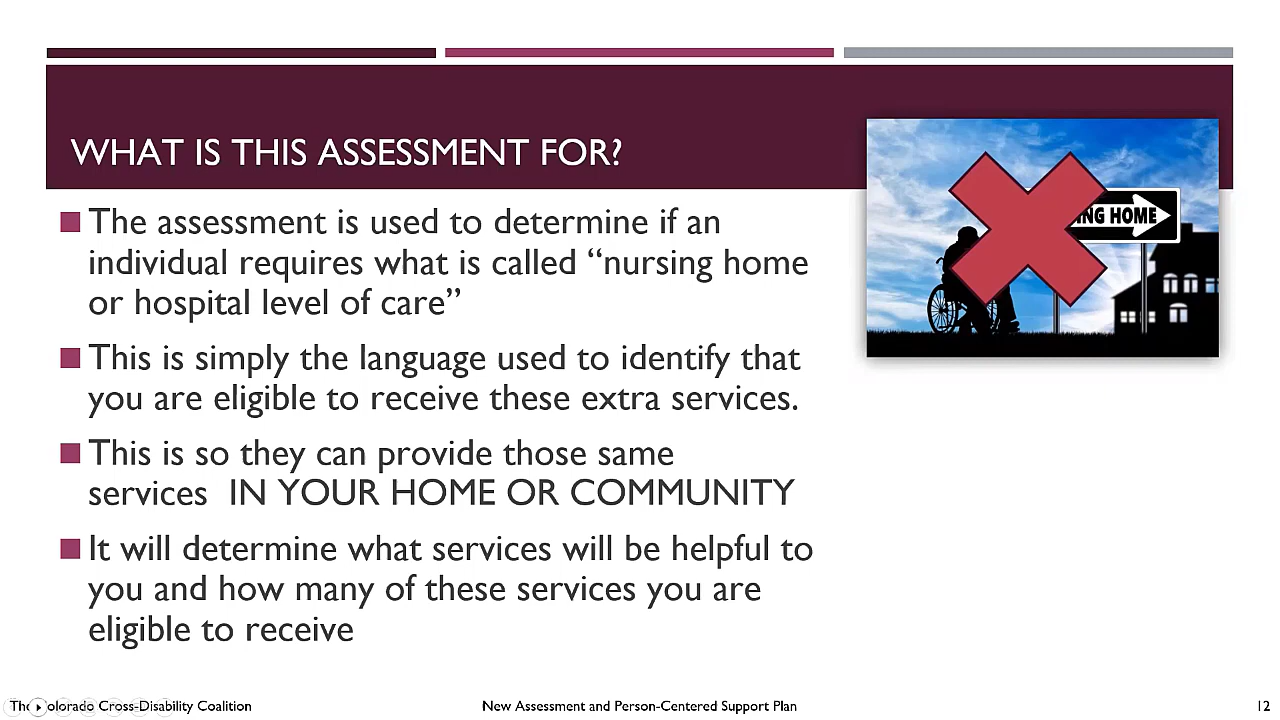 WHAT IS THIS ASSESSMENT FOR?
The assessment is used to determine if an
individual requires what is called “nursing home
or hospital level of care”
This is simply the language used to identify that
you are eligible to receive these extra services.
This is so they can provide those same
services  IN YOUR HOME OR COMMUNITY
It will determine what services will be helpful to
you and how many of these services you are
eligible to receive
HOME
The Colorado Cross-Disability Coalition
New Assessment and Person-Centered Support Plan
12